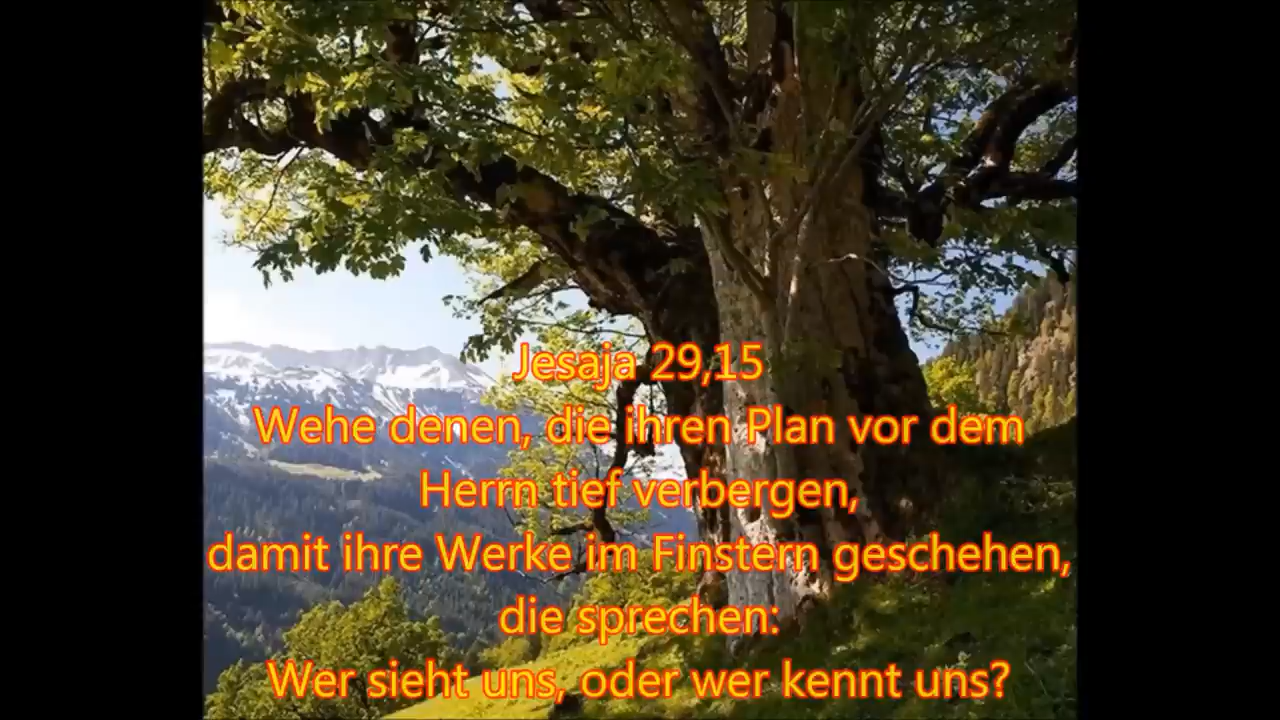 Jesaja 29,15
Wehe denen, die ihren Plan vor dem
Herrn tief verbergen,
damit ihre Werke im Finstern geschehen,
die sprechen:
Wer sieht uns, oder wer kennt uns?